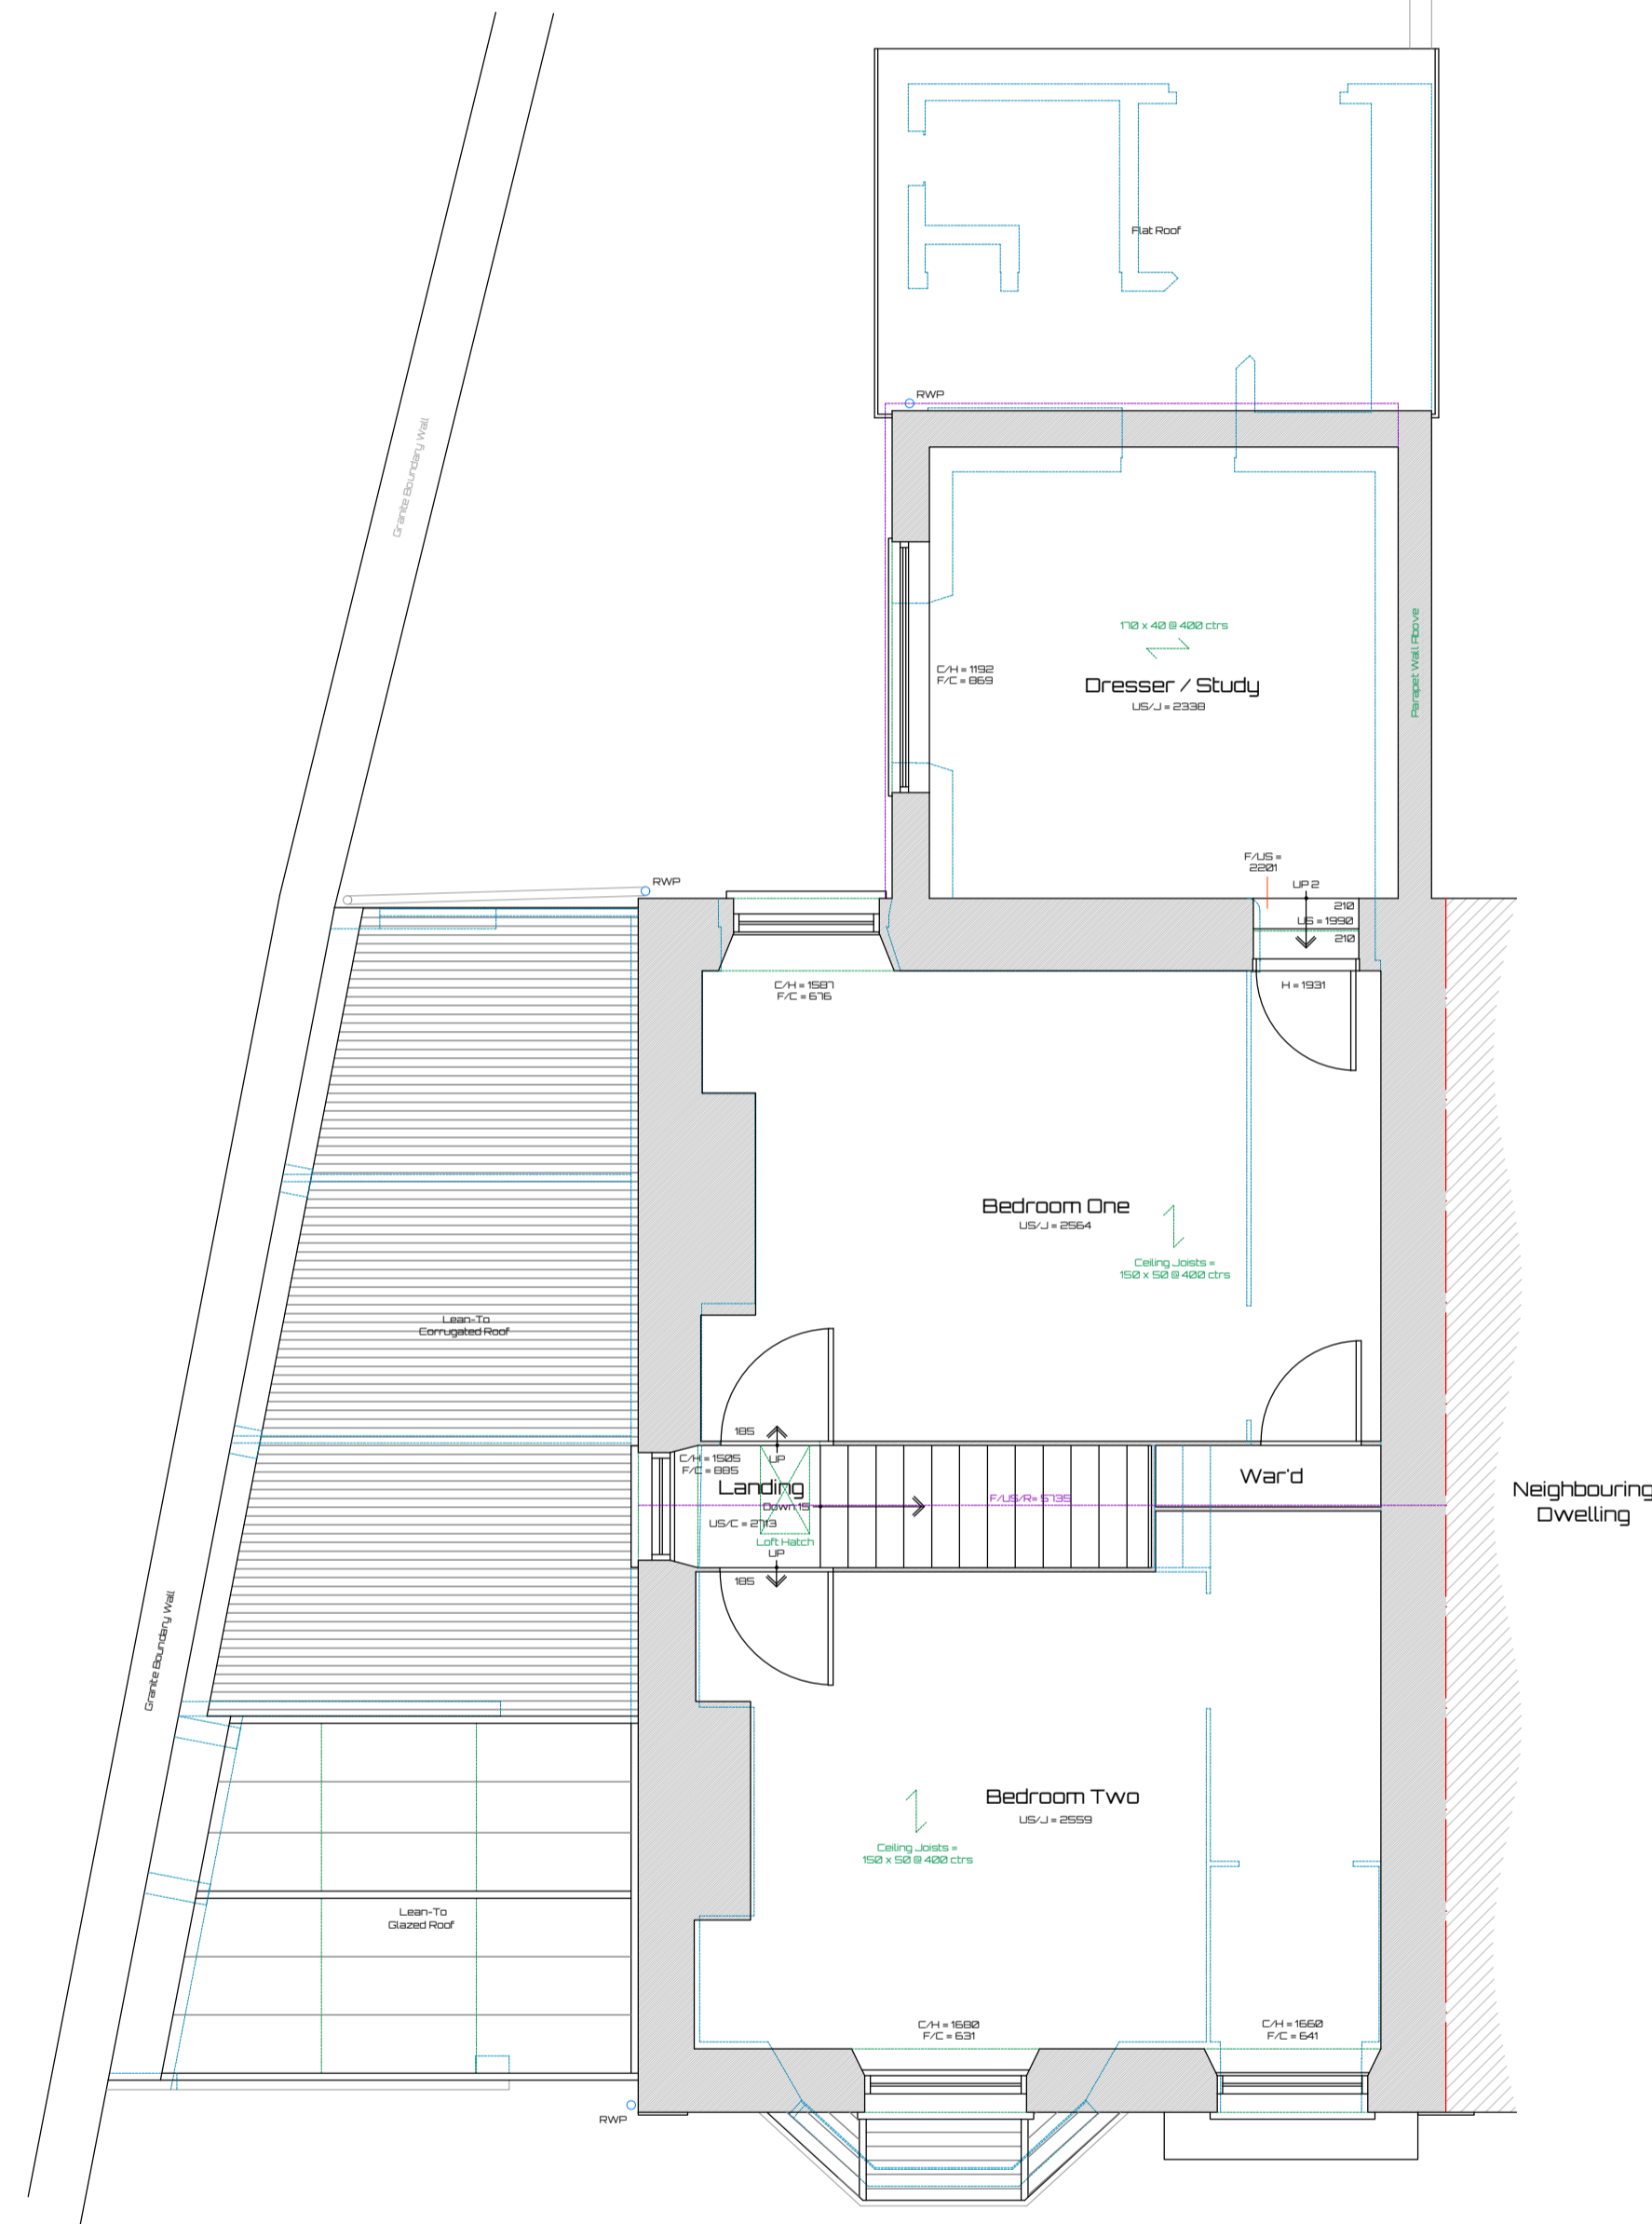 Flat Roof
RWP
Granite Boundary Wall
170 x 40 @ 400 ctrs
Parapet Wall Above
C/H = 1192
F/C = 869
Dresser / Study
US/J = 2338
F/US =
2201
RWP
UP 2
210
US = 1990
210
C/H = 1587
F/C = 676
H = 1931
Bedroom One
US/J = 2564
Ceiling Joists =
150 x 50 @ 400 ctrs
Lean-To
Corrugated Roof
185
UP
C/H = 1505
F/C = 885
Landing
War'd
Neighbouring
Dwelling
F/US/R= 5735
Down 15
US/C = 2713
Loft Hatch
UP
185
Granite Boundary Wall
Bedroom Two
US/J = 2559
Ceiling Joists =
150 x 50 @ 400 ctrs
Lean-To
Glazed Roof
C/H = 1680
F/C = 631
C/H = 1660
F/C = 641
RWP